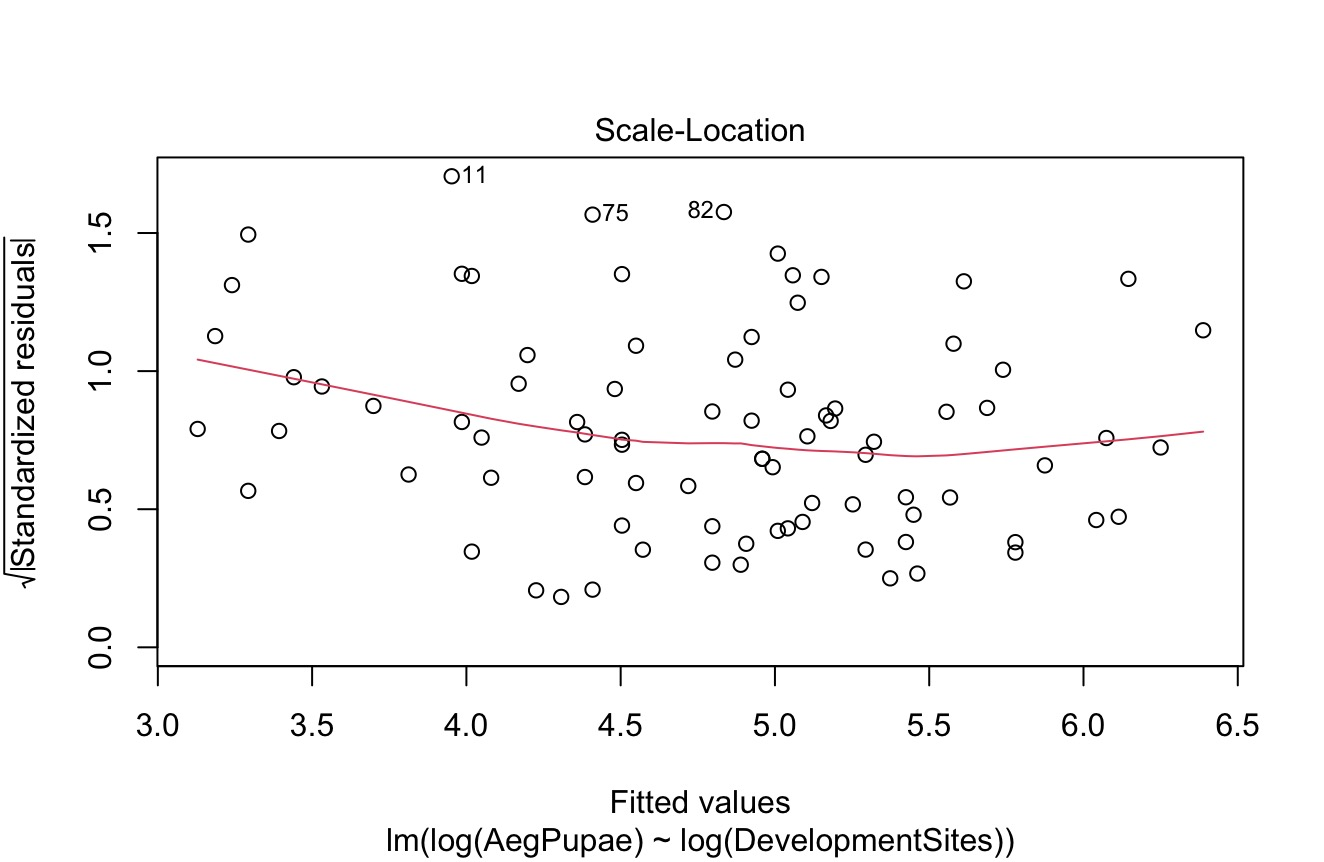 Scale-Location
√|Standardized residuals|
1.5
1.0
0.5
0.0
11
75
82
3.0 3.5 4.0 4.5 5.0 5.5 6.0 6.5
Fitted values
lm(log(AegPupae) ~ log(DevelopmentSites))